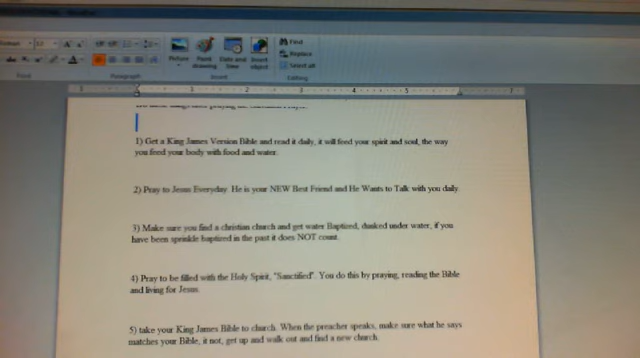 Find
Replace
Select all
Picture
Paint drawing
Date and time
Insert object
Font
Paragraph
Insert
Editing
1) Get a King James Version Bible and read it daily, it will feed your spirit and soul, the way
you feed your body with food and water.
2) Pray to Jesus Everyday. He is your NEW Best Friend and He Wants to Talk with you daily.
3) Make sure you find a christian church and get water Baptized, dunked under water, if you
have been sprinkle baptized in the past it does NOT count.
4) Pray to be filled with the Holy Spirit, "Sanctified". You do this by praying, reading the Bible
and living for Jesus.
5) take your King James Bible to church. When the preacher speaks, make sure what he says
matches your Bible, it not, get up and walk out and find a new church.